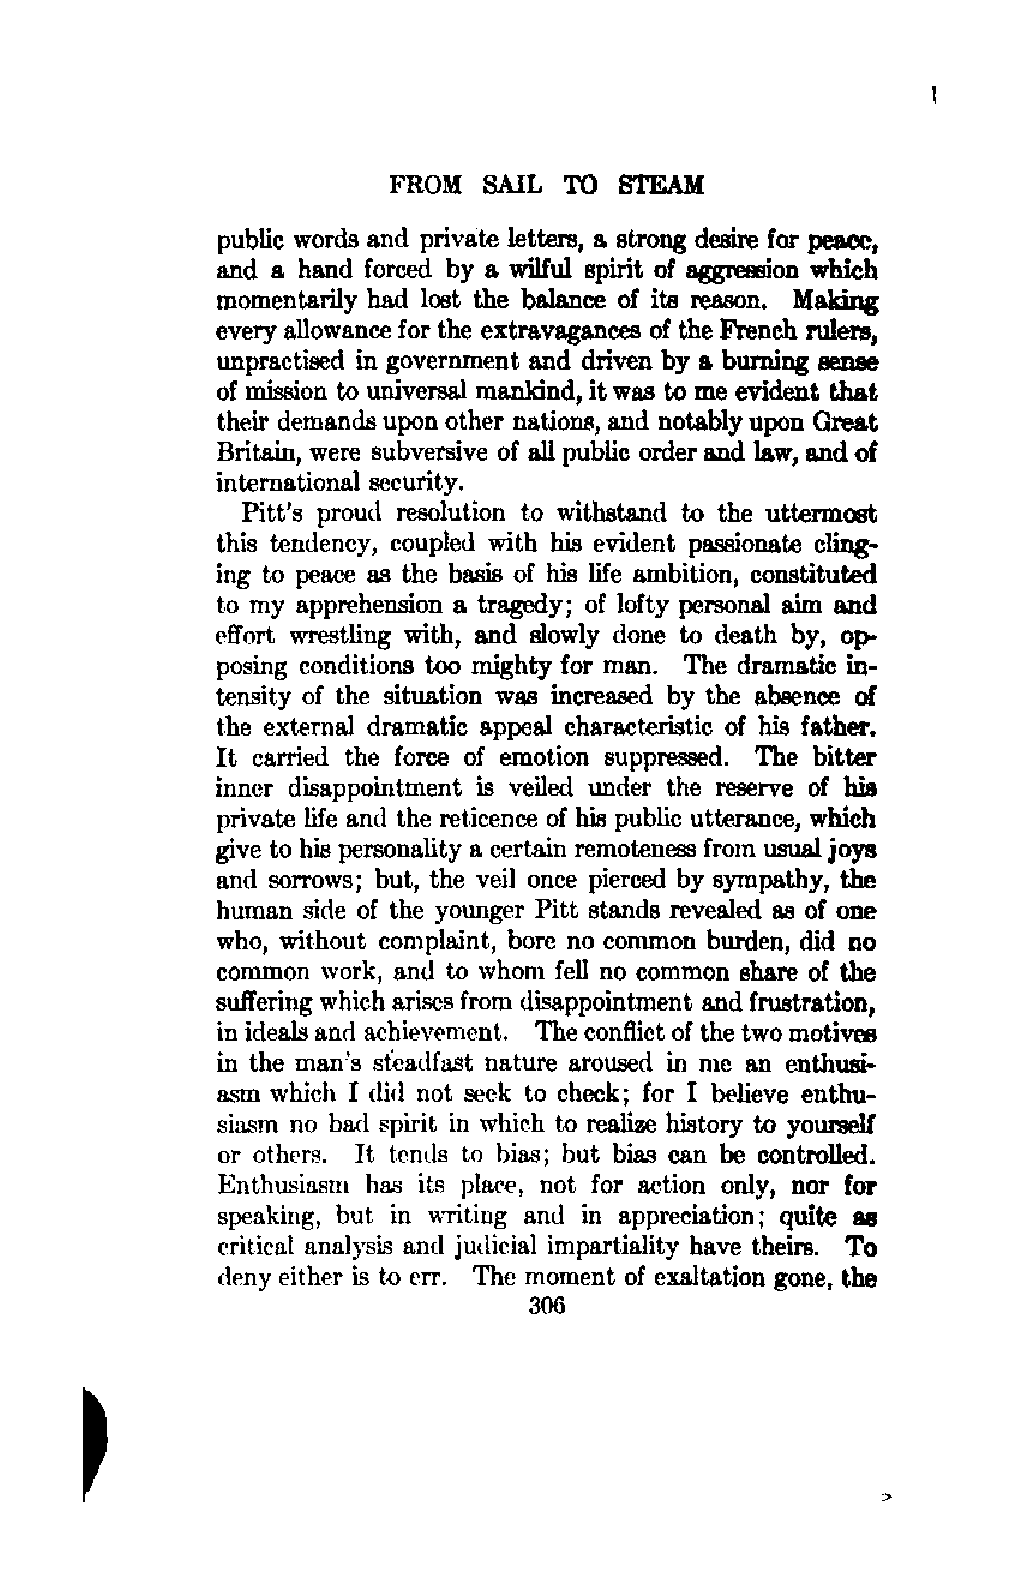 FROM SAIL TO STEAM
public words and private letters, a strong desire for peace,
and a hand forced by a wilful spirit of aggression which
momentarily had lost the balance of its reason. Making
every allowance for the extravagances of the French rulers,
unpractised in government and driven by a burning sense
of mission to universal mankind, it was to me evident that
their demands upon other nations, and notably upon Great
Britain, were subversive of all public order and law, and of
international security.
Pitt's proud resolution to withstand to the uttermost
this tendency, coupled with his evident passionate cling-
ing to peace as the basis of his life ambition, constituted
to my apprehension a tragedy; of lofty personal aim and
effort wrestling with, and slowly done to death by, op-
posing conditions too mighty for man. The dramatic in-
tensity of the situation was increased by the absence of
the external dramatic appeal characteristic of his father.
It carried the force of emotion suppressed. The bitter
inner disappointment is veiled under the reserve of his
private life and the reticence of his public utterance, which
give to his personality a certain remoteness from usual joys
and sorrows; but, the veil once pierced by sympathy, the
human side of the younger Pitt stands revealed as of one
who, without complaint, bore no common burden, did no
common work, and to whom fell no common share of the
suffering which arises from disappointment and frustration,
in ideals and achievement. The conflict of the two motives
in the man's steadfast nature aroused in me an enthusi-
asm which I did not seek to check; for I believe enthu-
siasm no bad spirit in which to realize history to yourself
or others. It tends to bias; but bias can be controlled.
Enthusiasm has its place, not for action only, nor for
speaking, but in writing and in appreciation; quite as
critical analysis and judicial impartiality have theirs. To
deny either is to err. The moment of exaltation gone, the
306